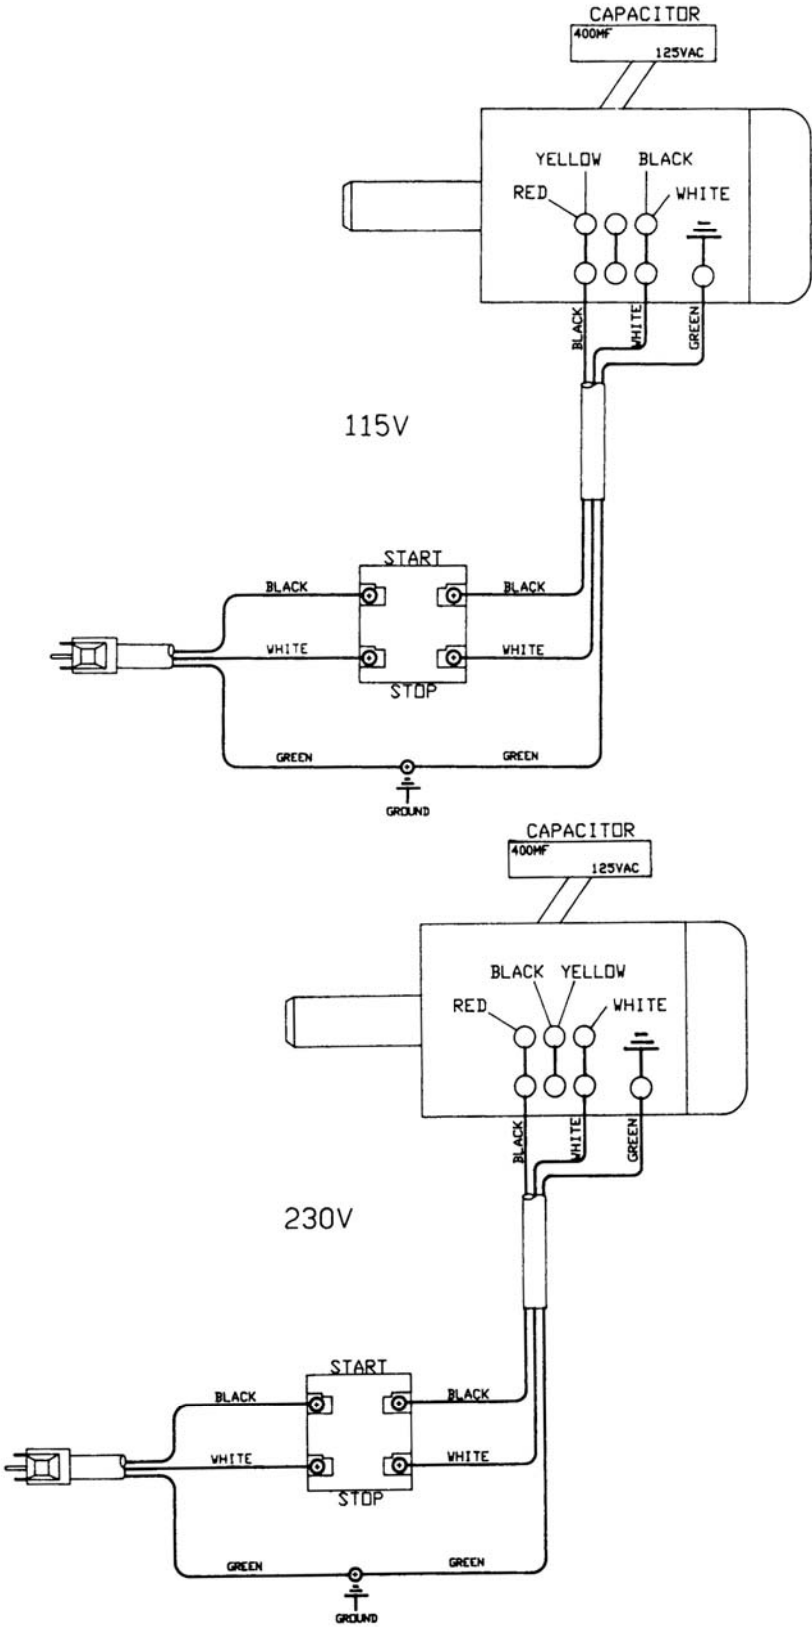 CAPACITOR
400MF
125VAC
YELLOW BLACK
RED WHITE
BLACK
WHITE
GREEN
115V
START
BLACK BLACK
WHITE WHITE
STOP
GREEN GREEN
GROUND
CAPACITOR
400MF
125VAC
BLACK YELLOW
RED WHITE
BLACK
WHITE
GREEN
230V
START
BLACK BLACK
WHITE WHITE
STOP
GREEN GREEN
GROUND